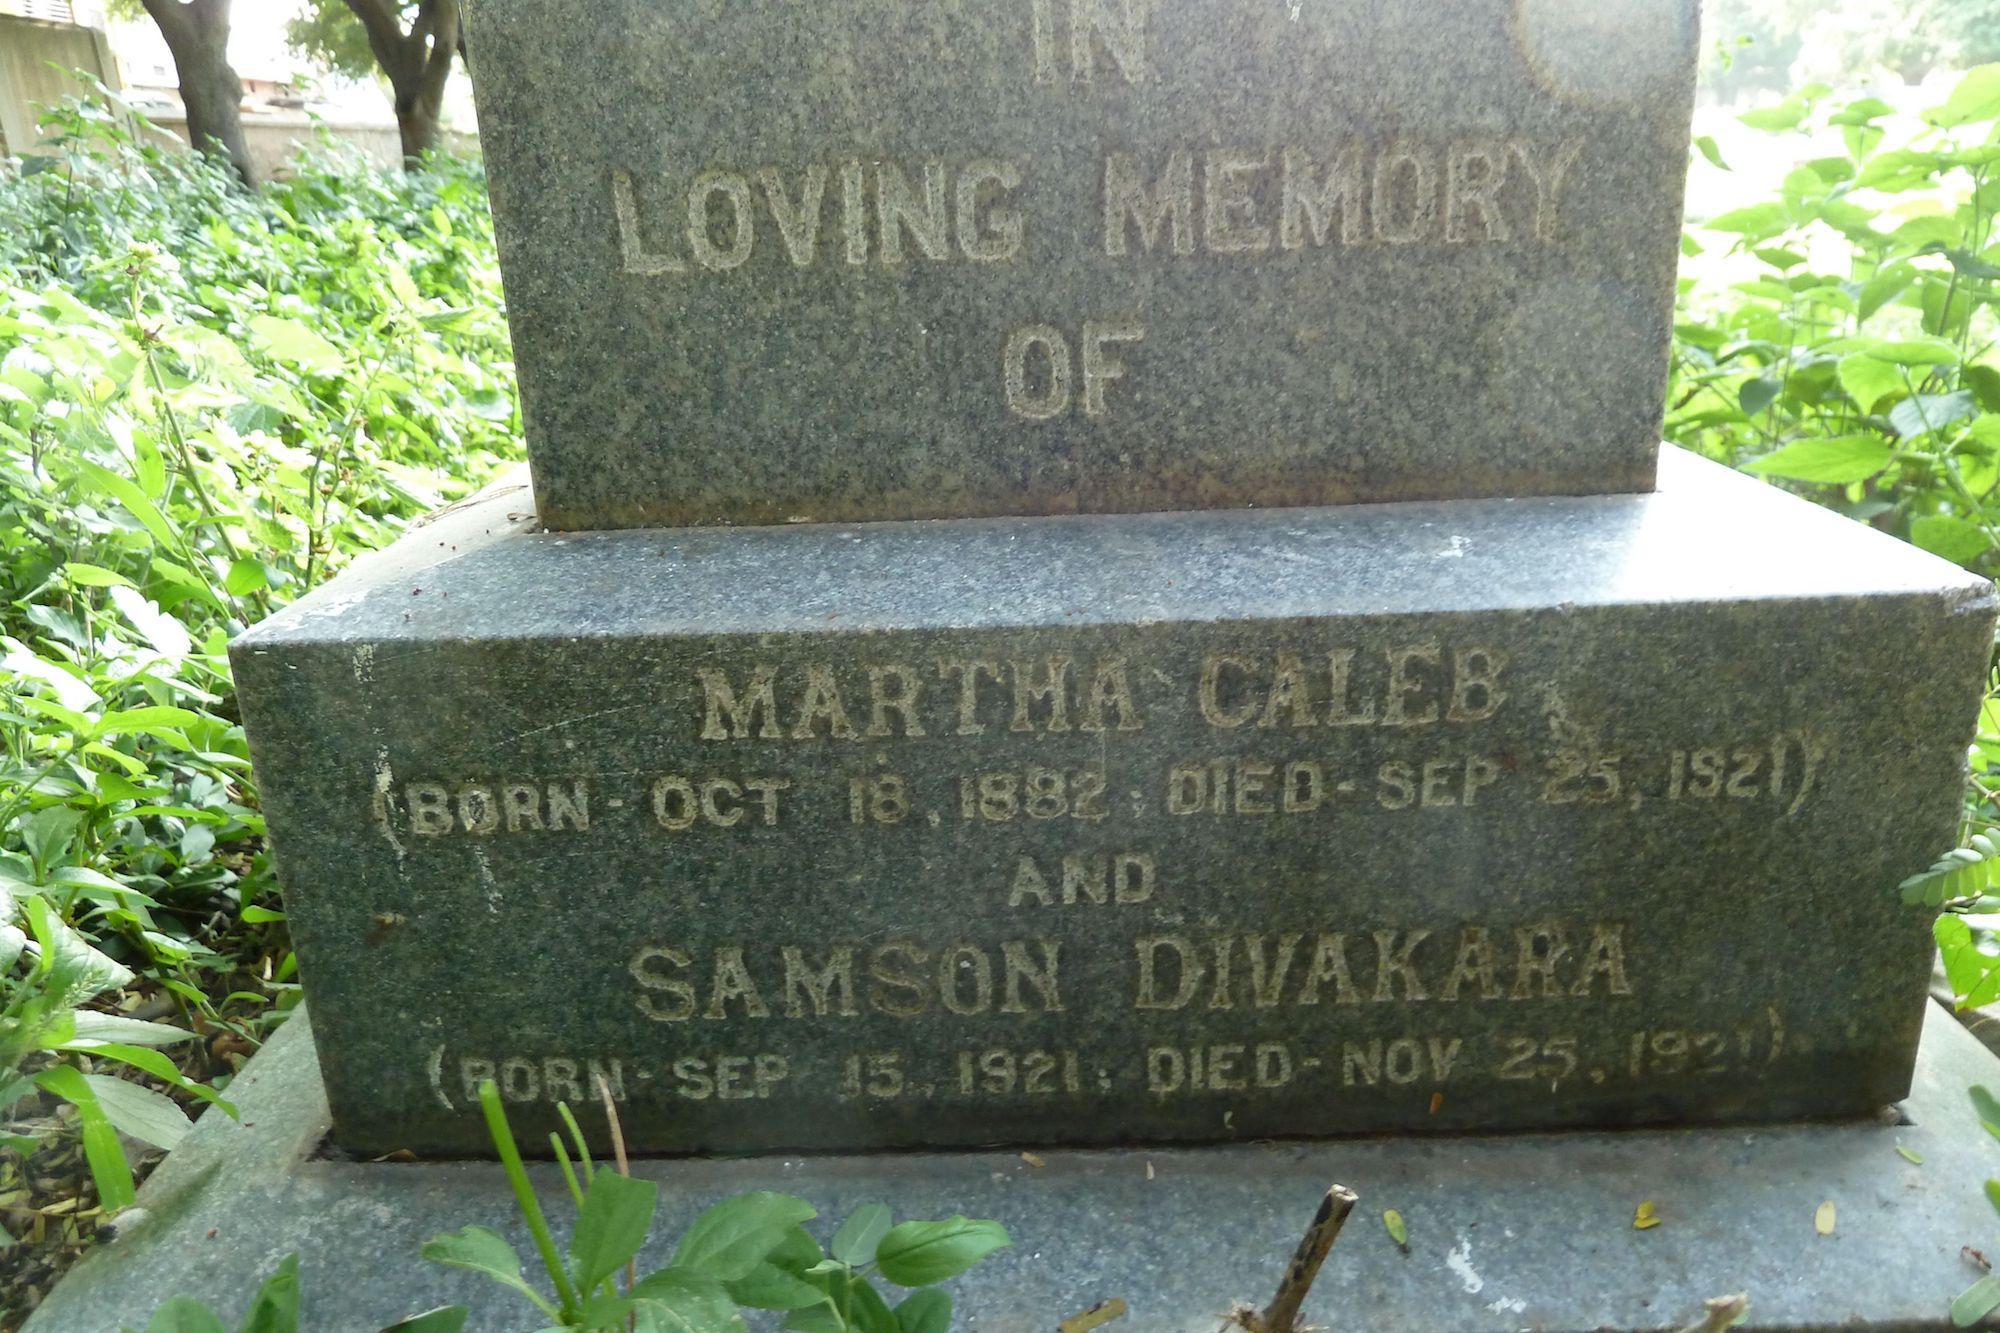 IN
LOVING MEMORY
OF
MARTHA CALEB
(BORN - OCT 18, 1882; DIED - SEP 25, 1921)
AND
SAMSON DIVAKARA
(BORN - SEP 15, 1921; DIED - NOV 25, 1921)